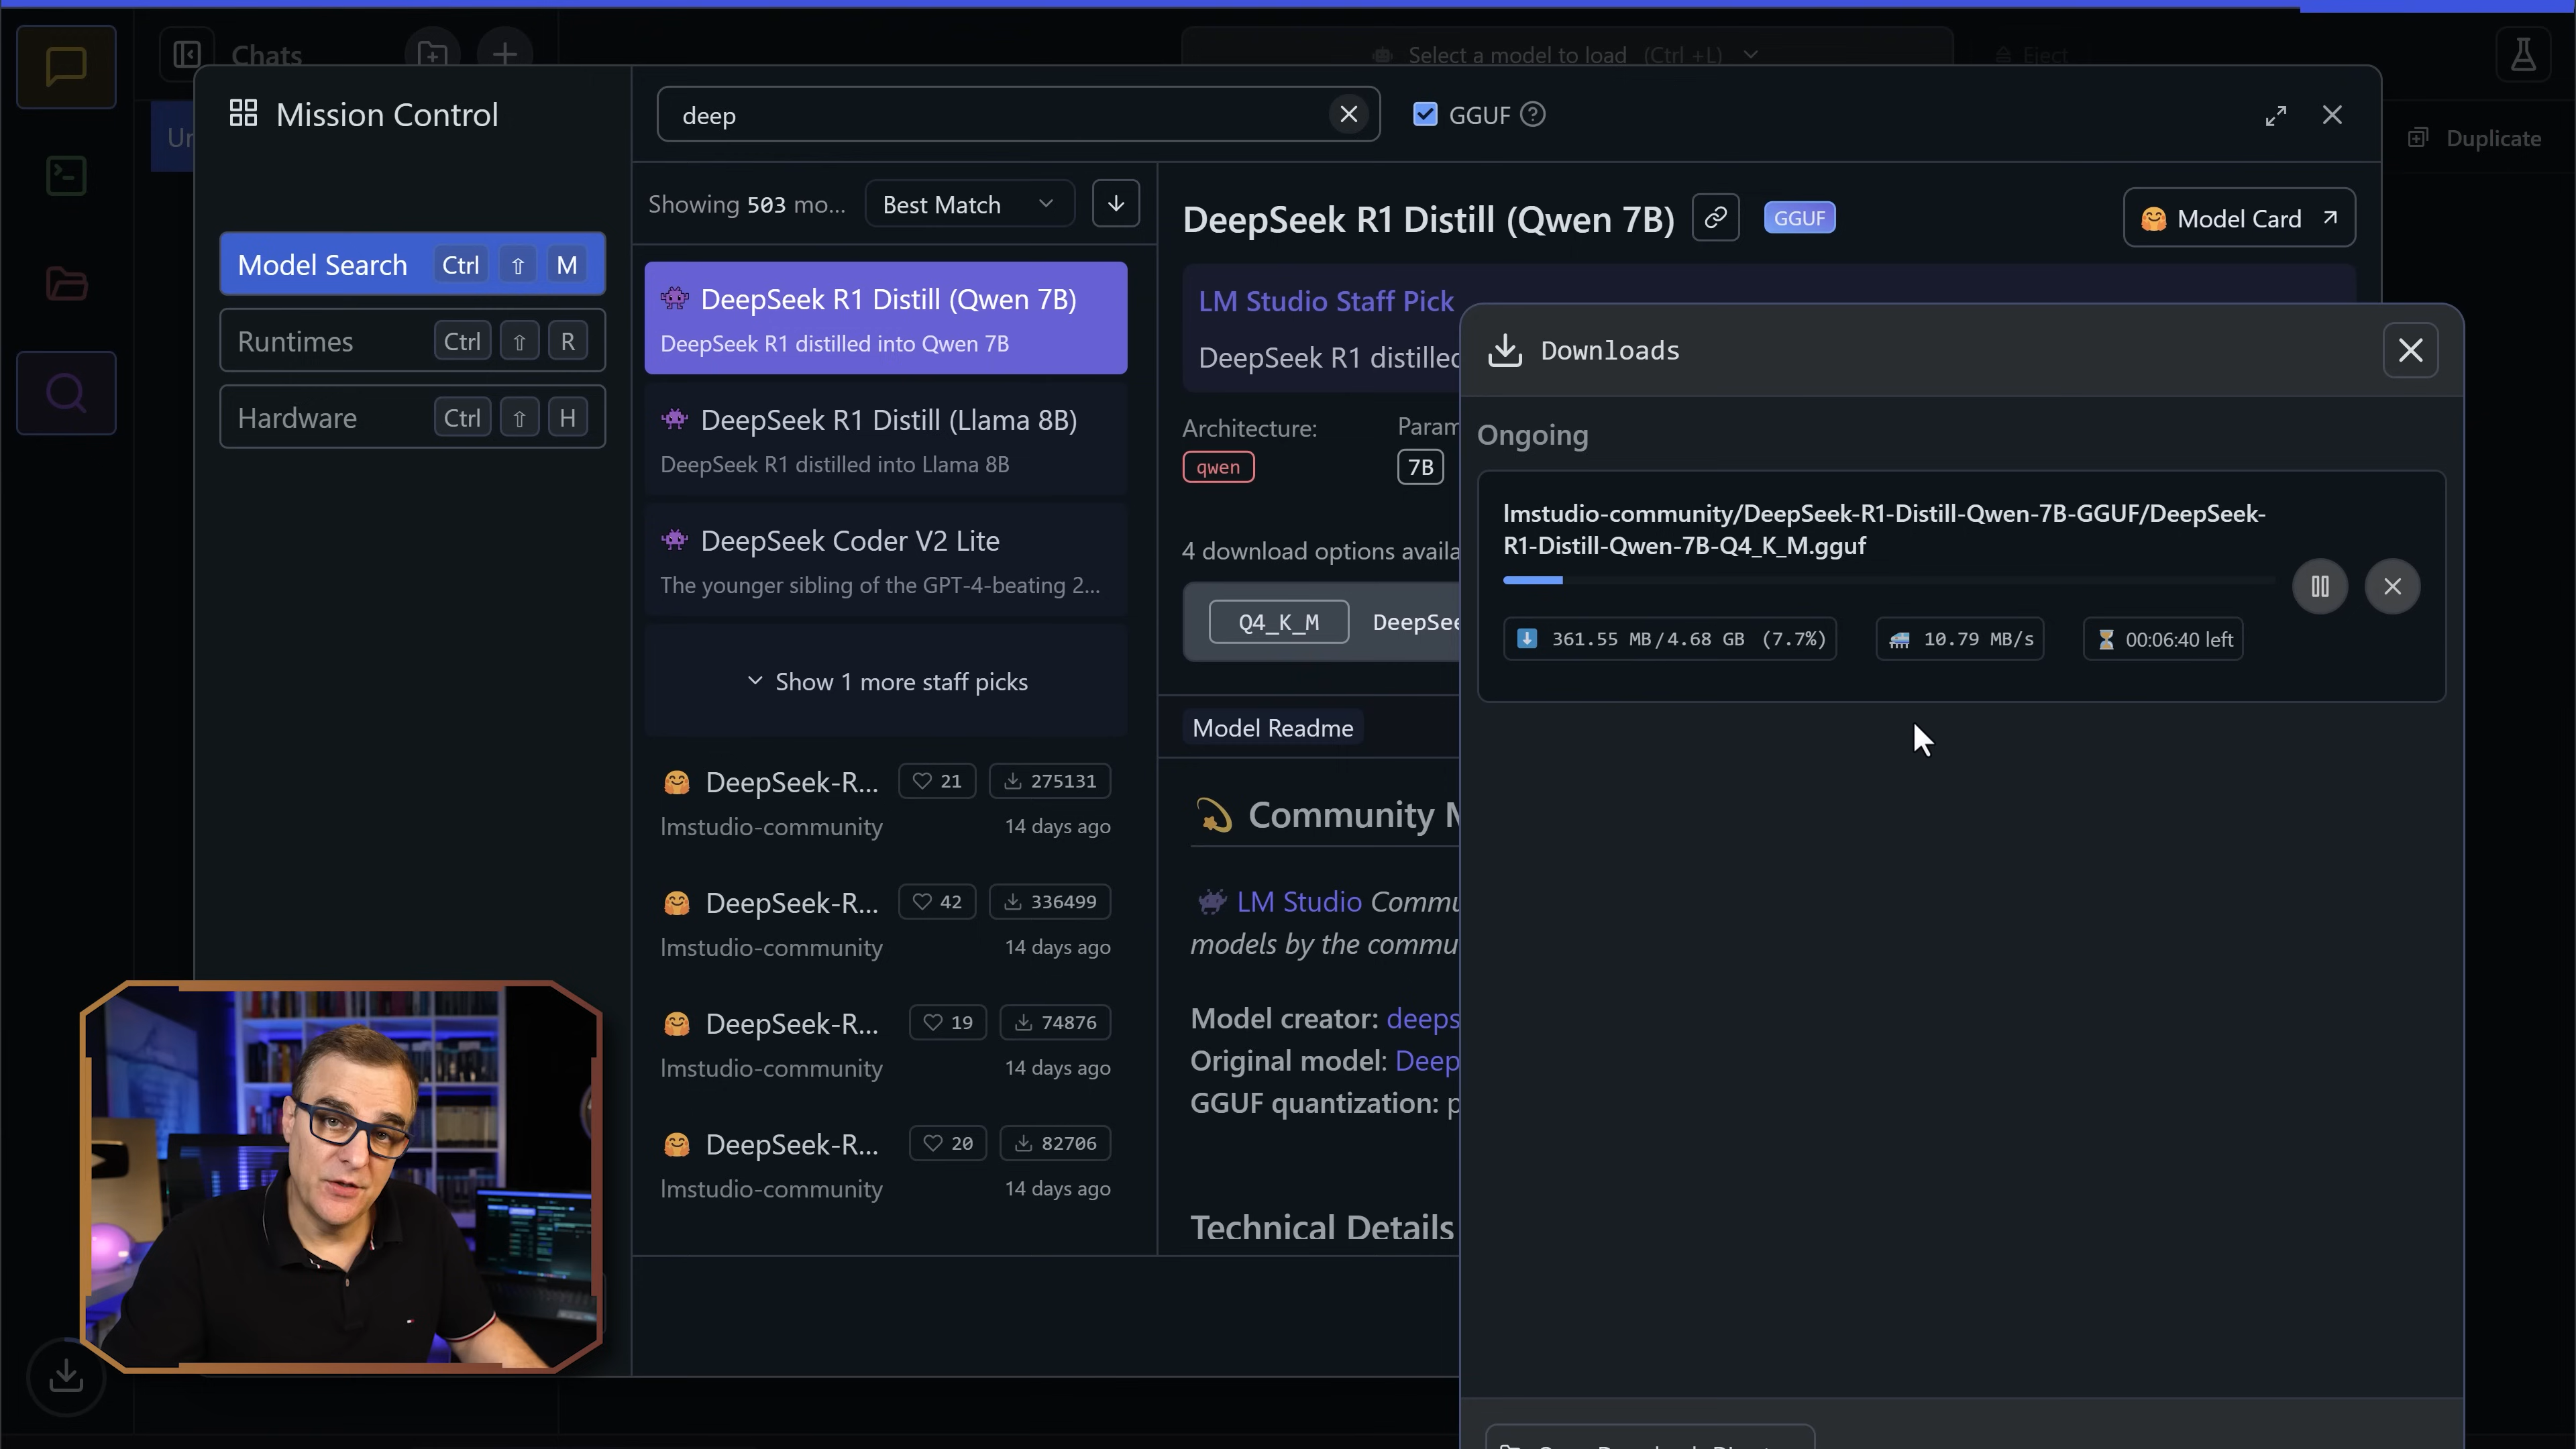 Chats
Select a model to load (Ctrl +L)
Eject
Mission Control
deep
GGUF
Duplicate
Model Search Ctrl ⇧ M
Runtimes Ctrl ⇧ R
Hardware Ctrl ⇧ H
Showing 503 mo...
Best Match
DeepSeek R1 Distill (Qwen 7B)
DeepSeek R1 distilled into Qwen 7B
DeepSeek R1 Distill (Llama 8B)
DeepSeek R1 distilled into Llama 8B
DeepSeek Coder V2 Lite
The younger sibling of the GPT-4-beating 2...
Show 1 more staff picks
DeepSeek-R... 21 275131
lmstudio-community 14 days ago
DeepSeek-R... 42 336499
lmstudio-community 14 days ago
DeepSeek-R... 19 74876
lmstudio-community 14 days ago
DeepSeek-R... 20 82706
lmstudio-community 14 days ago
DeepSeek R1 Distill (Qwen 7B) GGUF
Model Card
LM Studio Staff Pick
DeepSeek R1 distilled
Architecture: Param
qwen 7B
4 download options availa
Q4_K_M DeepSee
Model Readme
Community M
LM Studio Commu
models by the commu
Model creator: deeps
Original model: Deep
GGUF quantization: p
Technical Details
Downloads
Ongoing
lmstudio-community/DeepSeek-R1-Distill-Qwen-7B-GGUF/DeepSeek-
R1-Distill-Qwen-7B-Q4_K_M.gguf
361.55 MB/4.68 GB (7.7%)
10.79 MB/s
00:06:40 left